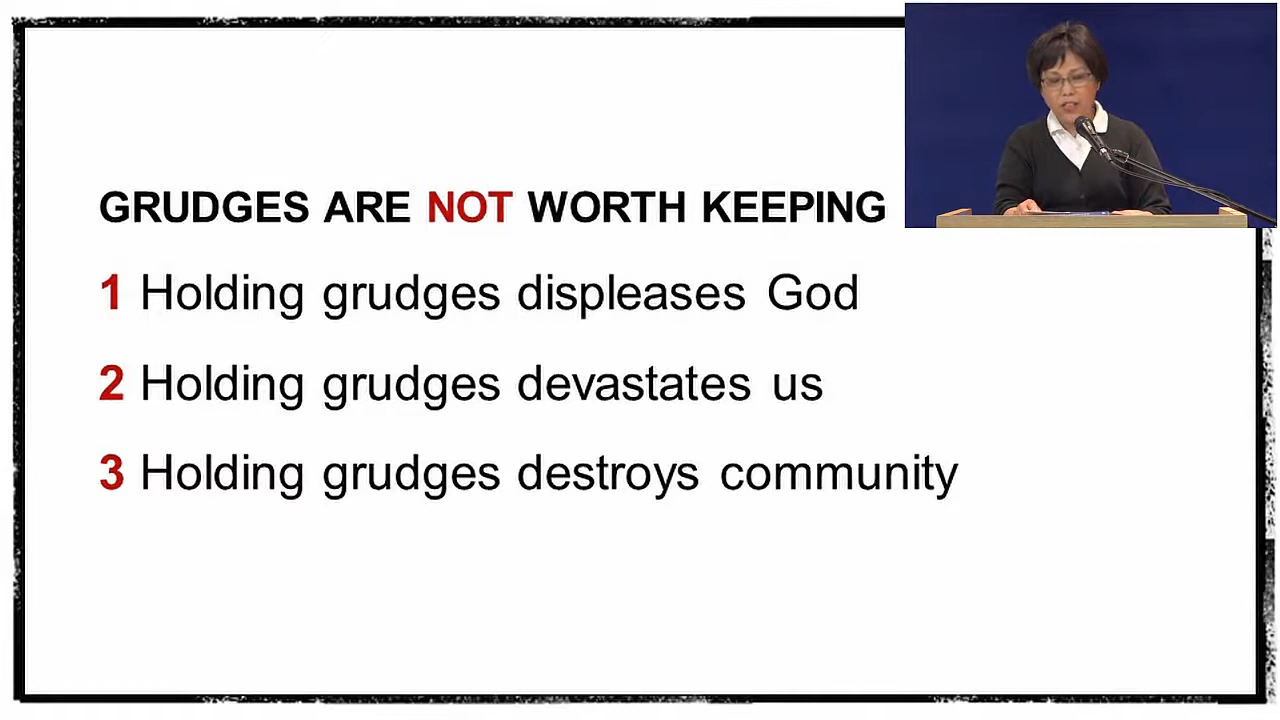 GRUDGES ARE NOT WORTH KEEPING
1 Holding grudges displeases God
2 Holding grudges devastates us
3 Holding grudges destroys community